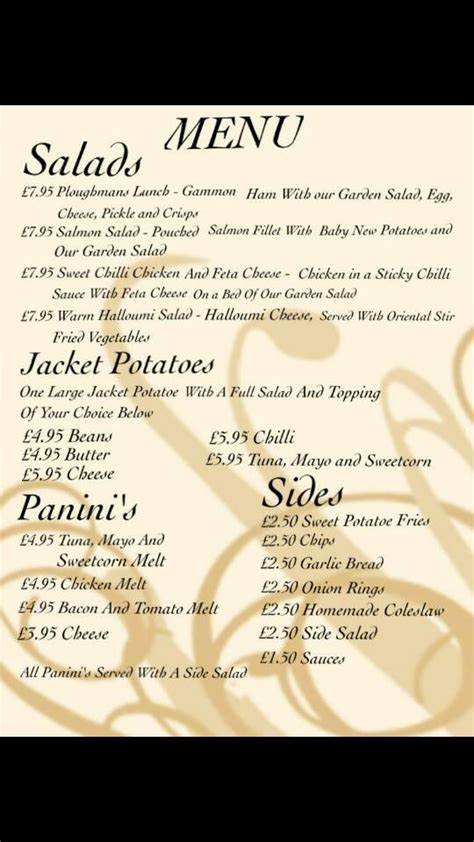 MENU
Salads
£7.95 Ploughmans Lunch - Gammon Ham With our Garden Salad, Egg,
Cheese, Pickle and Crisps
£7.95 Salmon Salad - Pouched Salmon Fillet With Baby New Potatoes and
Our Garden Salad
£7.95 Sweet Chilli Chicken And Feta Cheese - Chicken in a Sticky Chilli
Sauce With Feta Cheese On a Bed Of Our Garden Salad
£7.95 Warm Halloumi Salad - Halloumi Cheese, Served With Oriental Stir
Fried Vegetables
Jacket Potatoes
One Large Jacket Potatoe With A Full Salad And Topping
Of Your Choice Below
£4.95 Beans
£4.95 Butter
£5.95 Cheese
£5.95 Chilli
£5.95 Tuna, Mayo and Sweetcorn
Panini's
£4.95 Tuna, Mayo And
Sweetcorn Melt
£4.95 Chicken Melt
£4.95 Bacon And Tomato Melt
£3.95 Cheese
All Panini's Served With A Side Salad
Sides
£2.50 Sweet Potatoe Fries
£2.50 Chips
£2.50 Garlic Bread
£2.50 Onion Rings
£2.50 Homemade Coleslaw
£2.50 Side Salad
£1.50 Sauces